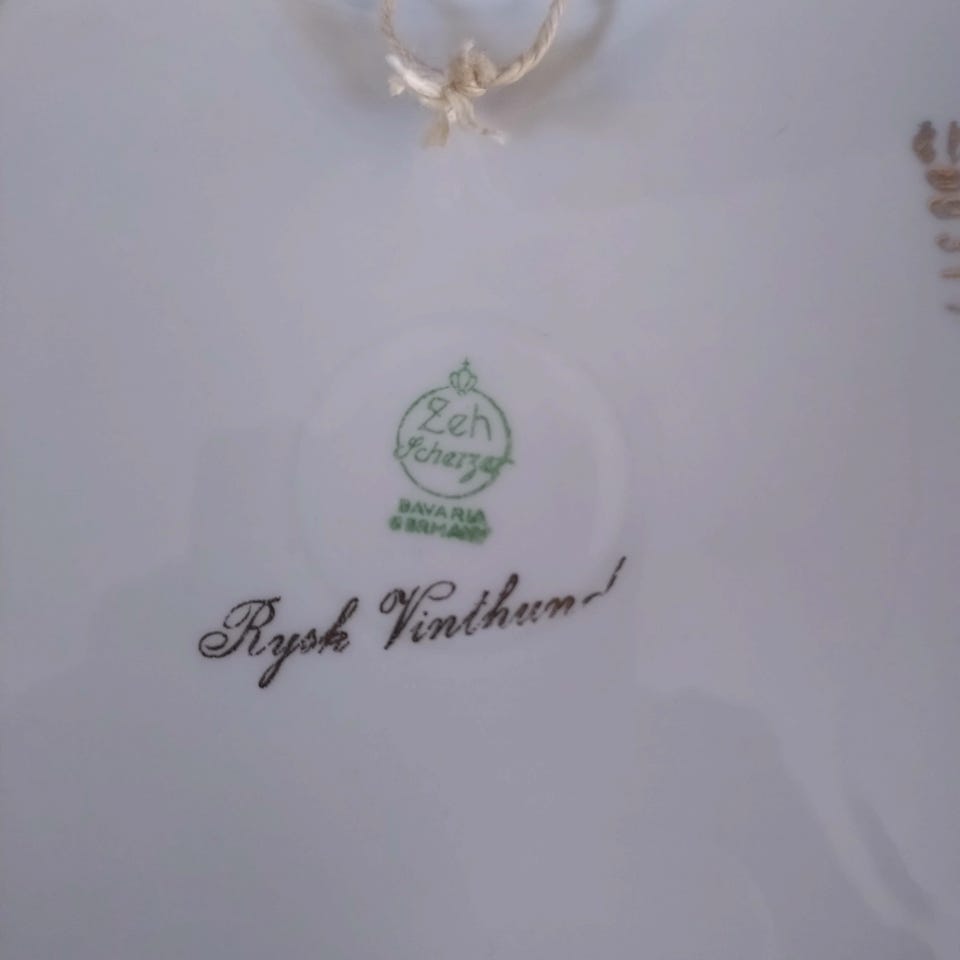 Zeh
Scherzer
BAVARIA
GERMANY
Rysk Vinthund